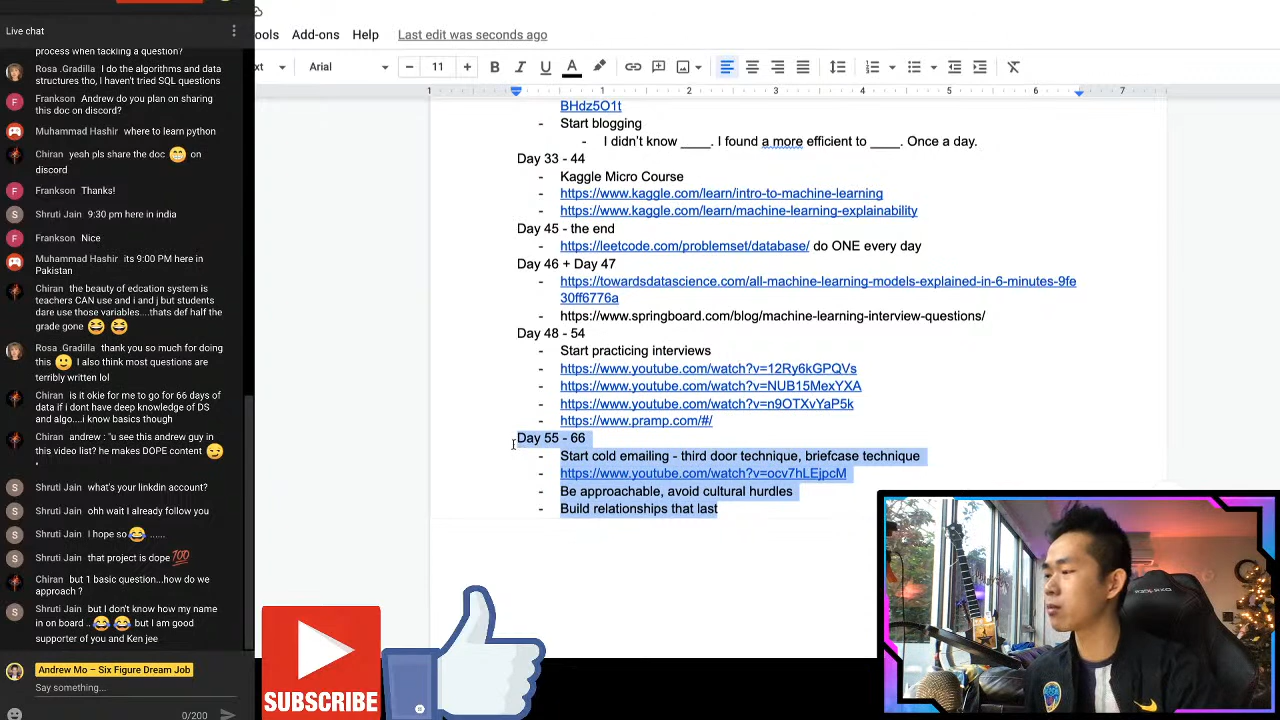 Live chat
process when tackling a question?
Rosa .Gradilla I do the algorithms and data
structures tho, I haven't tried SQL questions
Frankson Andrew do you plan on sharing
this doc on discord?
Muhammad Hashir where to learn python
Chiran yeah pls share the doc 😁 on
discord
Frankson Thanks!
Shruti Jain 9:30 pm here in india
Frankson Nice
Muhammad Hashir its 9:00 PM here in
Pakistan
Chiran the beauty of edcation system is
teachers CAN use and i and j but students
dare use those variables....thats def half the
grade gone 😆 😆
Rosa .Gradilla thank you so much for doing
this 🙂 I also think most questions are
terribly written lol
Chiran is it okie for me to go for 66 days of
data if i dont have deep knowledge of DS
and algo....i know basics though
Chiran andrew : "u see this andrew guy in
this video list? he makes DOPE content 😏
"
Shruti Jain what's your linkdin account?
Shruti Jain ohh wait I already follow you
Shruti Jain I hope so 😂 ......
Shruti Jain that project is dope 💯
Chiran but 1 basic question...how do we
approach ?
Shruti Jain but I don't know how my name
in on board .. 😂😂 but I am good
supporter of you and Ken jee
Andrew Mo – Six Figure Dream Job
Say something...
0/200
ools Add-ons Help Last edit was seconds ago
xt Arial 11 B I U A
1 1 2 3 4 5 6 7
BHdz5O1t
- Start blogging
- I didn't know ____. I found a more efficient to ____. Once a day.
Day 33 - 44
- Kaggle Micro Course
- https://www.kaggle.com/learn/intro-to-machine-learning
- https://www.kaggle.com/learn/machine-learning-explainability
Day 45 - the end
- https://leetcode.com/problemset/database/ do ONE every day
Day 46 + Day 47
- https://towardsdatascience.com/all-machine-learning-models-explained-in-6-minutes-9fe
30ff6776a
- https://www.springboard.com/blog/machine-learning-interview-questions/
Day 48 - 54
- Start practicing interviews
- https://www.youtube.com/watch?v=12Ry6kGPQVs
- https://www.youtube.com/watch?v=NUB15MexYXA
- https://www.youtube.com/watch?v=n9OTXvYaP5k
- https://www.pramp.com/#/
Day 55 - 66
- Start cold emailing - third door technique, briefcase technique
- https://www.youtube.com/watch?v=ocv7hLEjpcM
- Be approachable, avoid cultural hurdles
- Build relationships that last
SUBSCRIBE